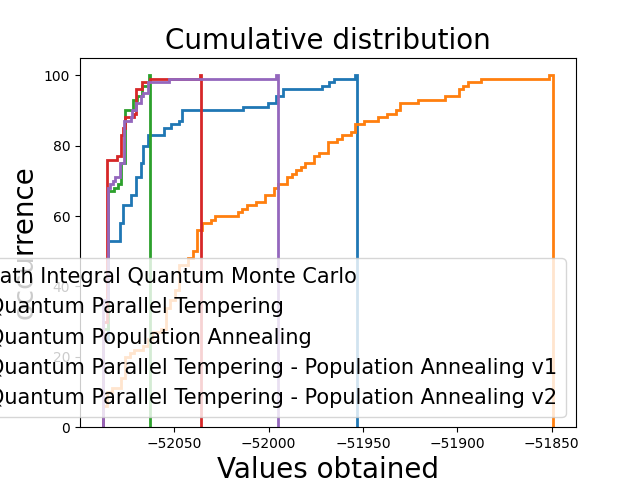 Cumulative distribution
100
80
60
40
20
0
occurrence
ath Integral Quantum Monte Carlo
Quantum Parallel Tempering
Quantum Population Annealing
Quantum Parallel Tempering - Population Annealing v1
Quantum Parallel Tempering - Population Annealing v2
−52050 −52000 −51950 −51900 −51850
Values obtained